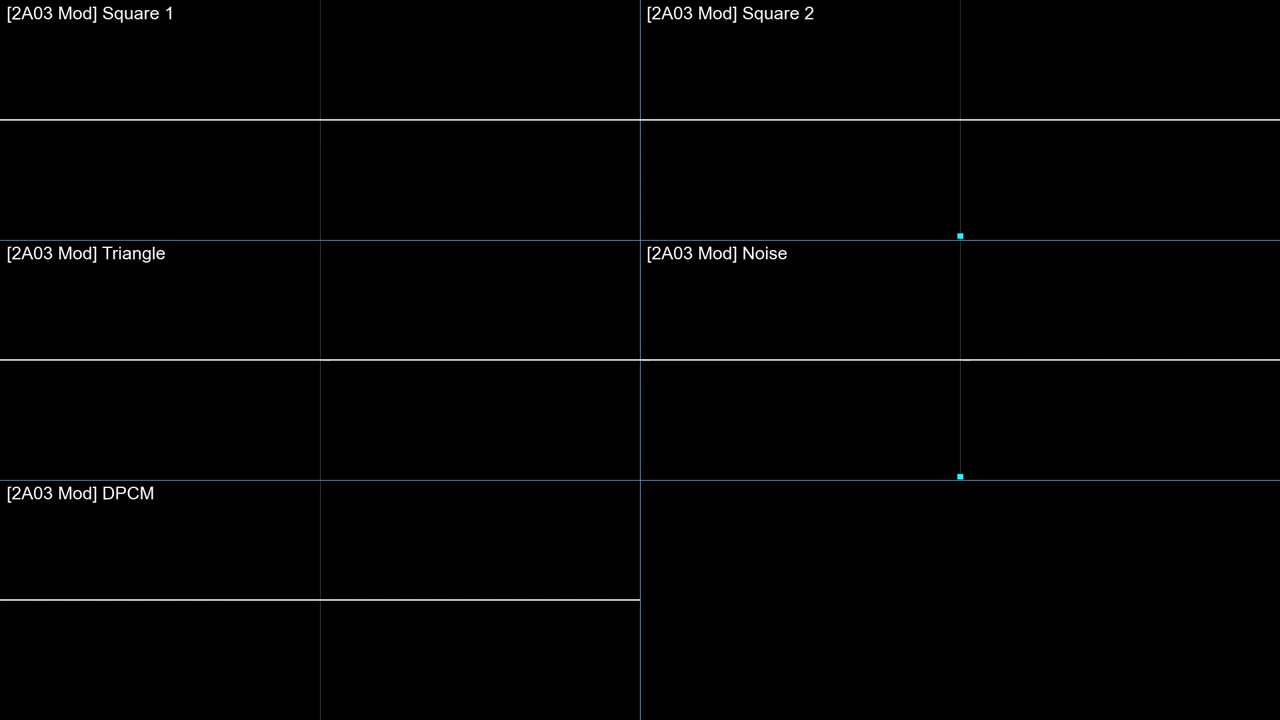 [2A03 Mod] Square 1
[2A03 Mod] Square 2
[2A03 Mod] Triangle
[2A03 Mod] Noise
[2A03 Mod] DPCM